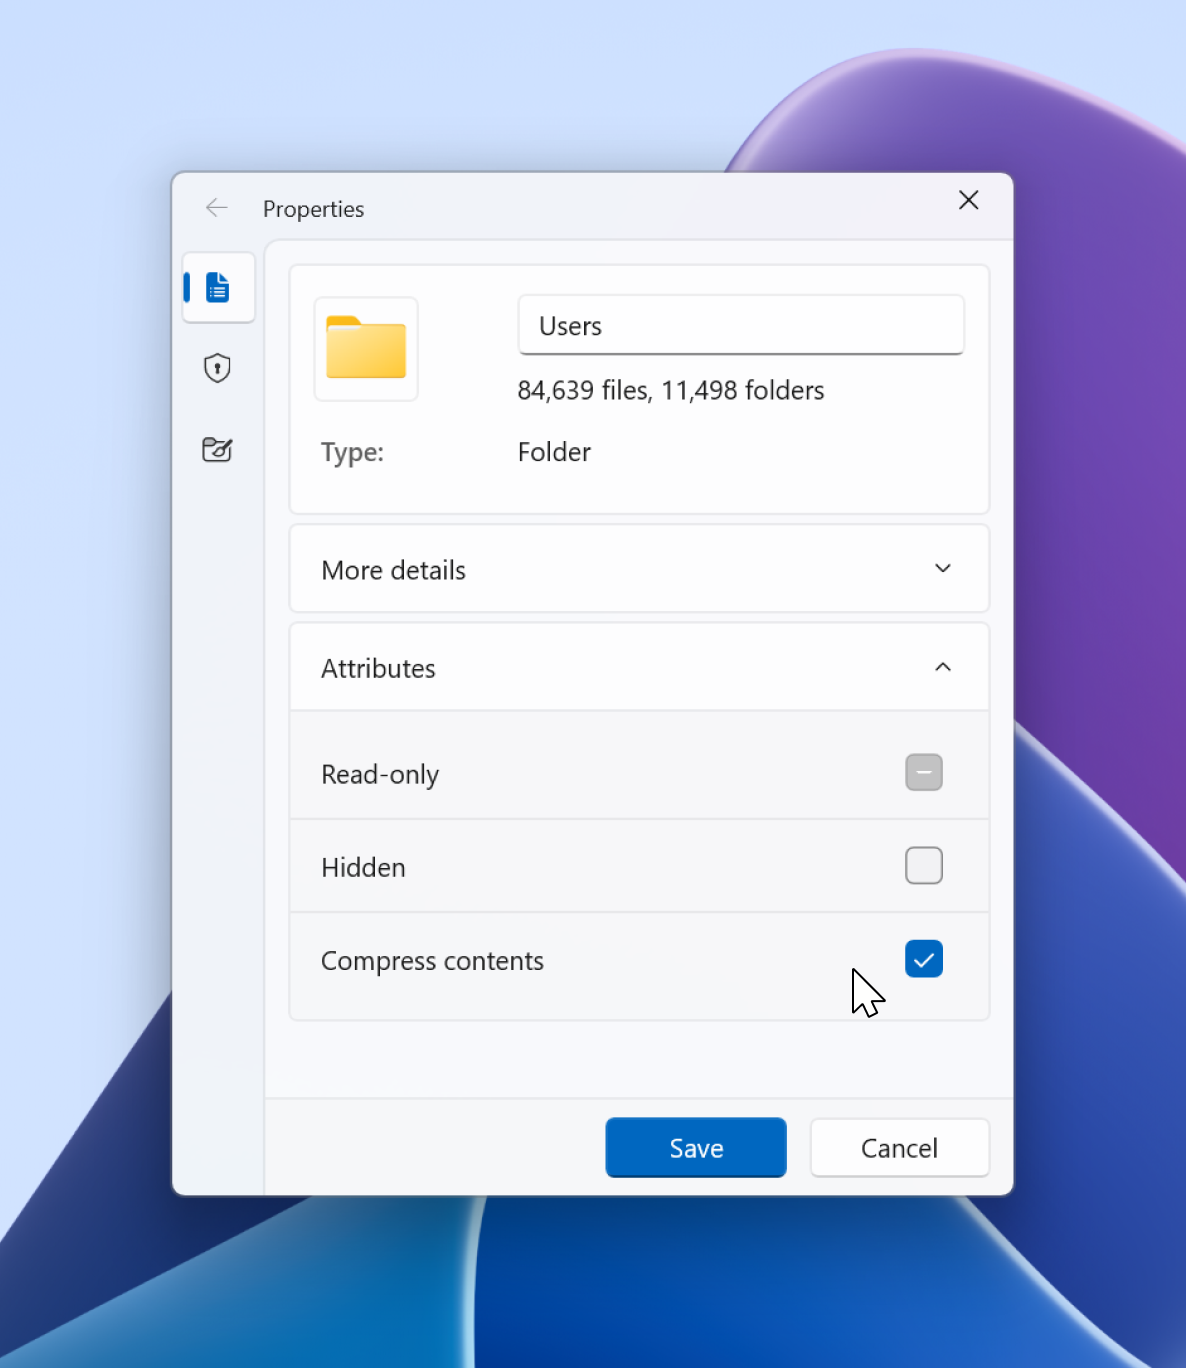 Properties
Users
84,639 files, 11,498 folders
Type: Folder
More details
Attributes
Read-only
Hidden
Compress contents
Save Cancel